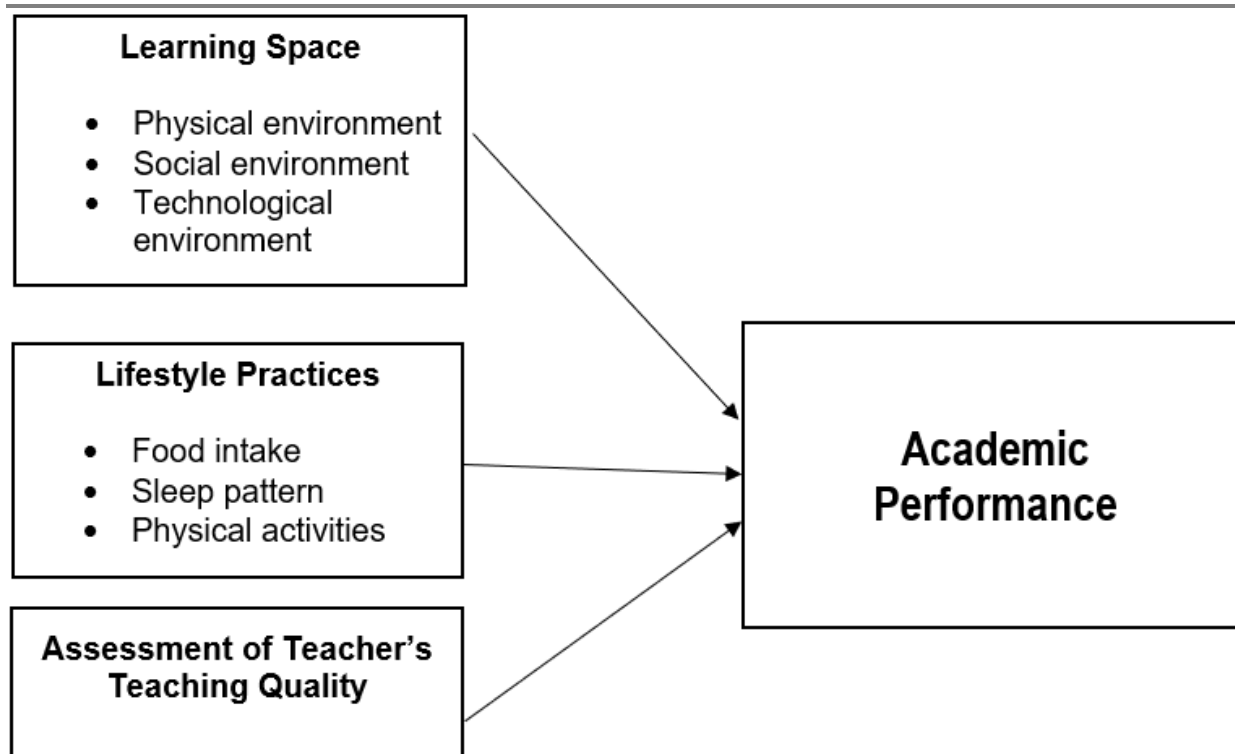 Learning Space
• Physical environment
• Social environment
• Technological
environment
Lifestyle Practices
• Food intake
• Sleep pattern
• Physical activities
Assessment of Teacher’s
Teaching Quality
Academic
Performance